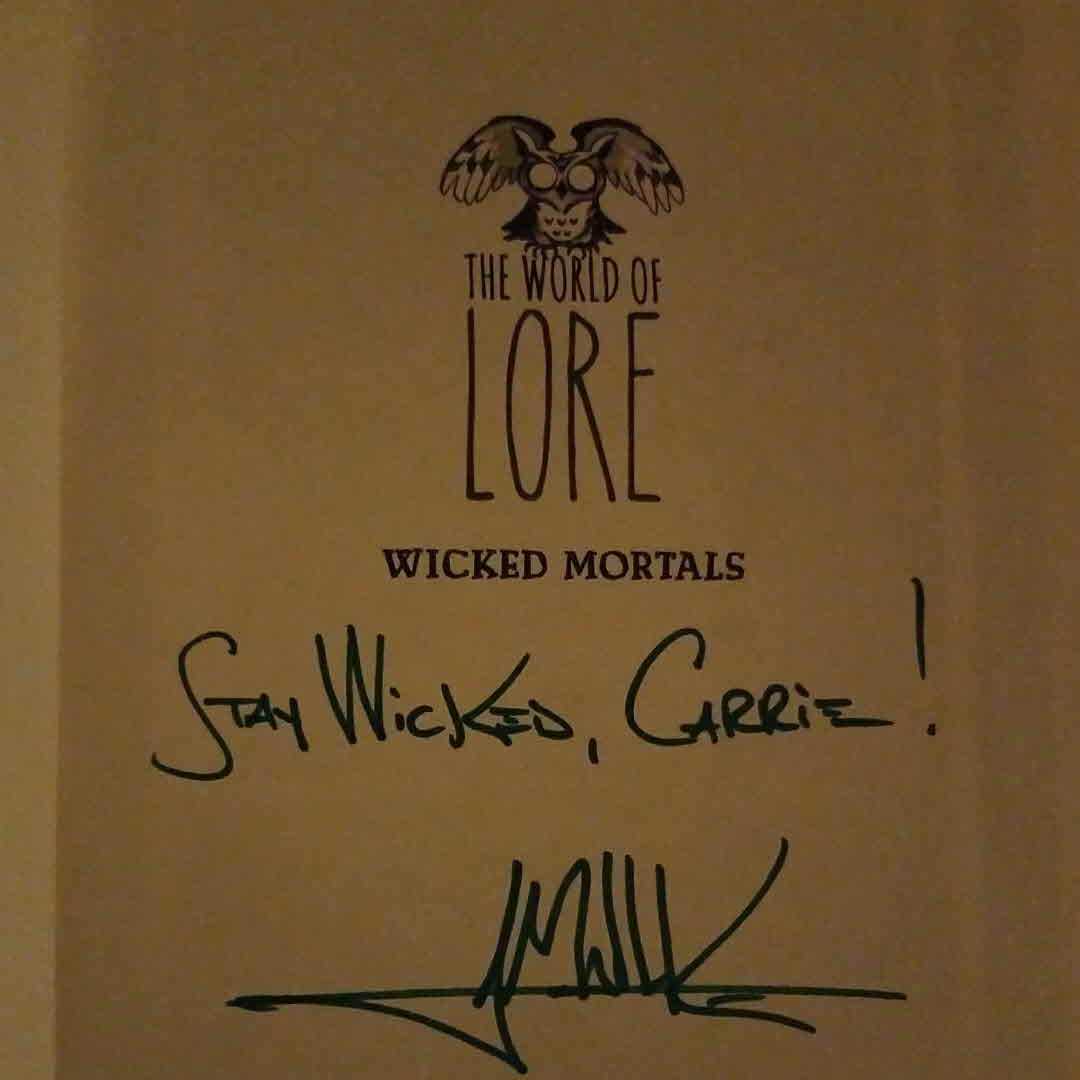 THE WORLD OF
LORE
WICKED MORTALS
STAY WICKED, CARRIE!